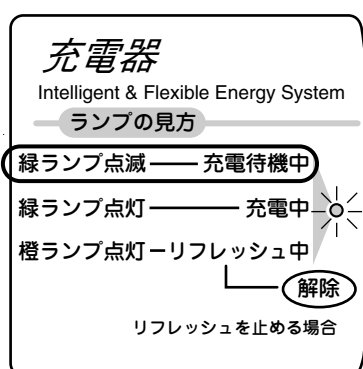 充電器
Intelligent & Flexible Energy System
ランプの見方
緑ランプ点滅 ── 充電待機中
緑ランプ点灯 ─── 充電中
橙ランプ点灯 ─ リフレッシュ中
解除
リフレッシュを止める場合